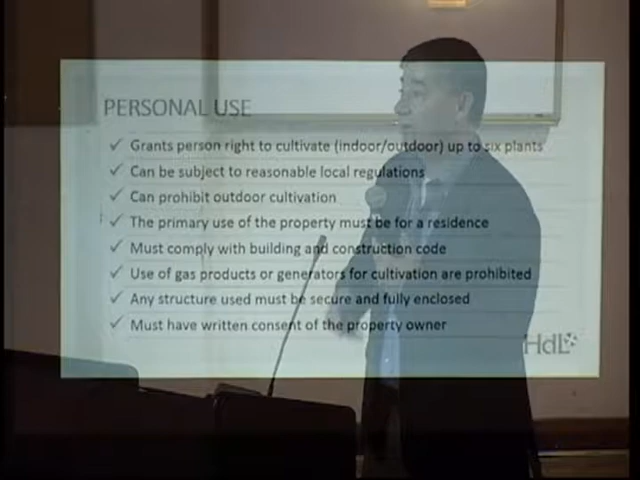 PERSONAL USE
✓ Grants person right to cultivate (indoor/outdoor) up to six plants
✓ Can be subject to reasonable local regulations
✓ Can prohibit outdoor cultivation
✓ The primary use of the property must be for a residence
✓ Must comply with building and construction code
✓ Use of gas products or generators for cultivation are prohibited
✓ Any structure used must be secure and fully enclosed
✓ Must have written consent of the property owner
HdL